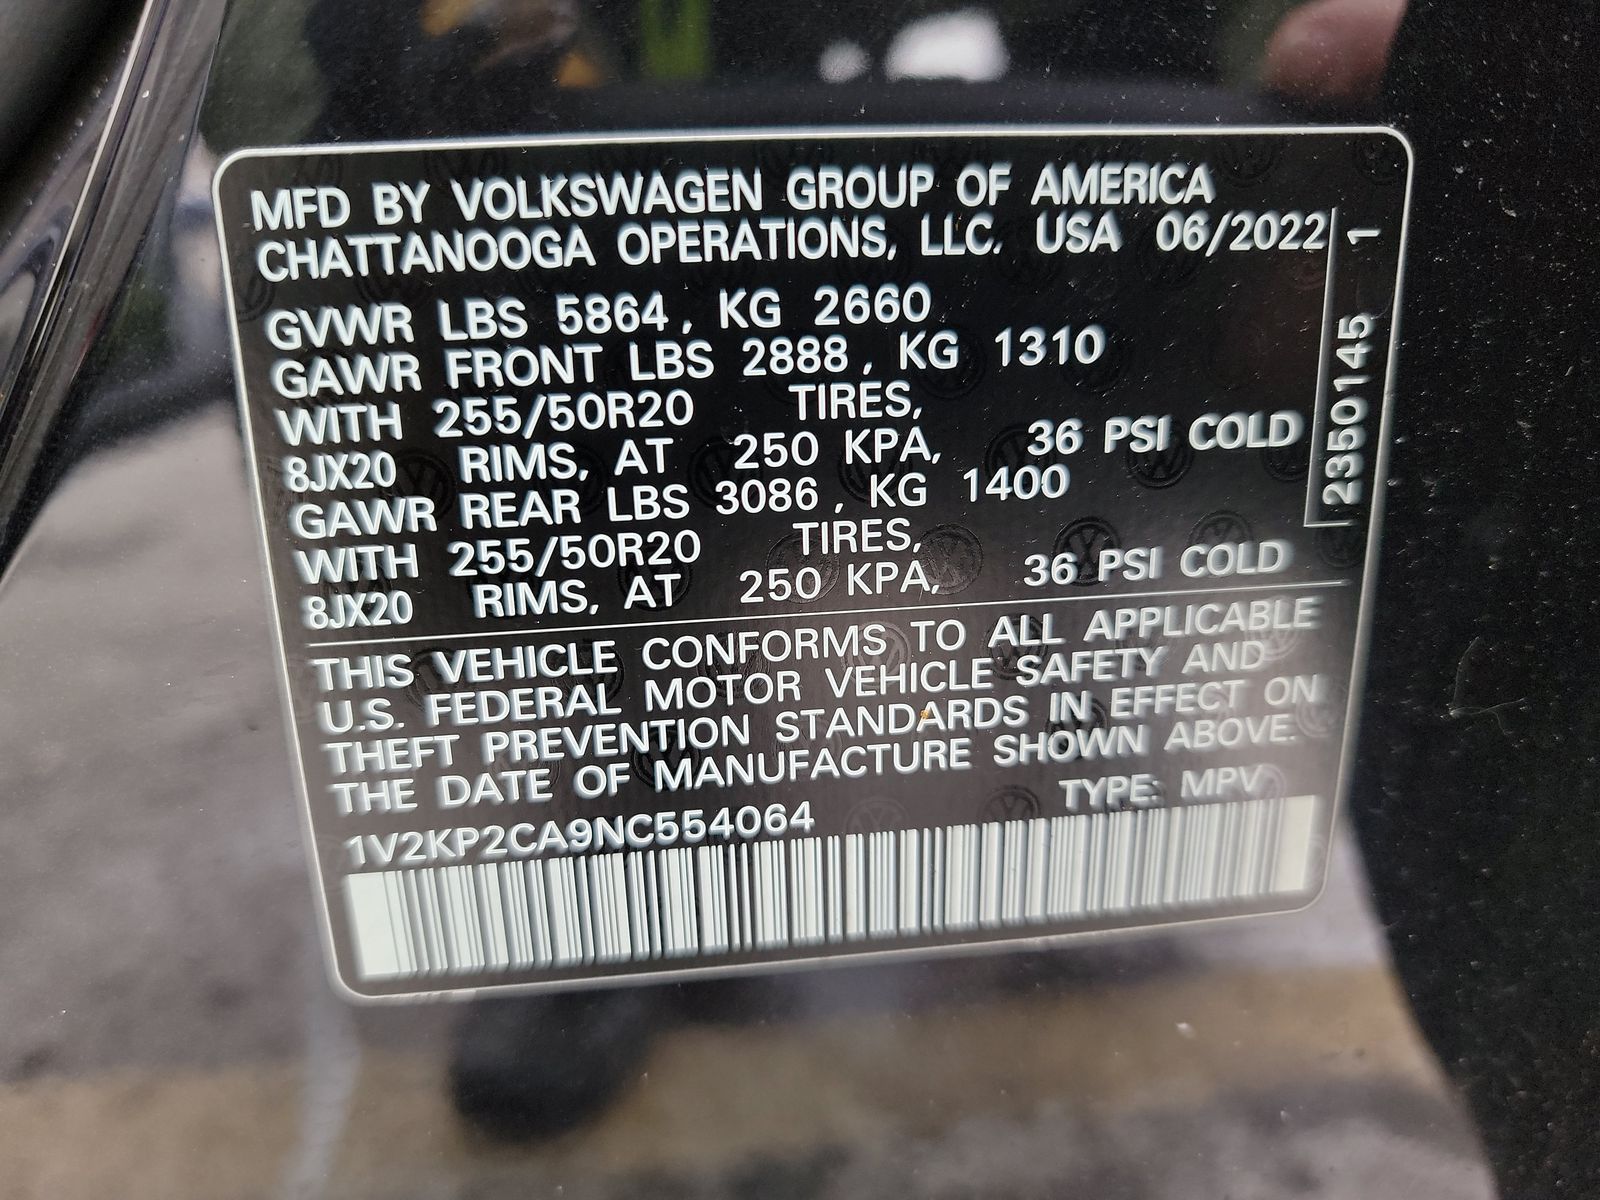 MFD BY VOLKSWAGEN GROUP OF AMERICA
CHATTANOOGA OPERATIONS, LLC. USA 06/2022
GVWR LBS 5864, KG 2660
GAWR FRONT LBS 2888, KG 1310
WITH 255/50R20 TIRES,
8JX20 RIMS, AT 250 KPA, 36 PSI COLD
GAWR REAR LBS 3086, KG 1400
WITH 255/50R20 TIRES,
8JX20 RIMS, AT 250 KPA, 36 PSI COLD
2350145 1
THIS VEHICLE CONFORMS TO ALL APPLICABLE
U.S. FEDERAL MOTOR VEHICLE SAFETY AND
THEFT PREVENTION STANDARDS IN EFFECT ON
THE DATE OF MANUFACTURE SHOWN ABOVE.
1V2KP2CA9NC554064 TYPE: MPV